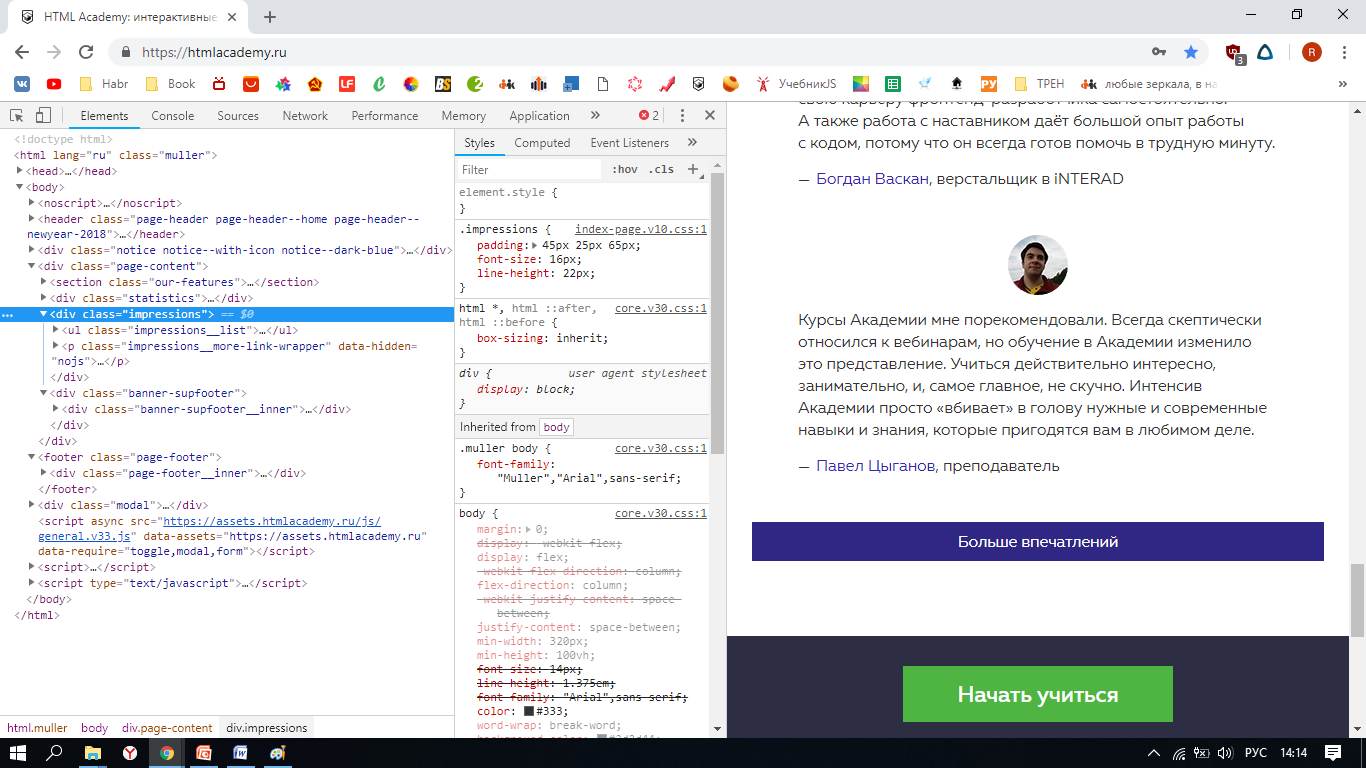 HTML Academy: интерактивные
https://htmlacademy.ru
R
3
Habr
Book
УчебникJS
ТРЕН
любые зеркала, в на
»
Elements Console Sources Network Performance Memory Application » 2
<!doctype html>
<html lang="ru" class="muller">
<head>…</head>
<body>
<noscript>…</noscript>
<header class="page-header page-header--home page-header--
newyear-2018">…</header>
<div class="notice notice--with-icon notice--dark-blue">…</div>
<div class="page-content">
<section class="our-features">…</section>
<div class="statistics">…</div>
… <div class="impressions"> == $0
<ul class="impressions__list">…</ul>
<p class="impressions__more-link-wrapper" data-hidden=
"nojs">…</p>
</div>
<div class="banner-supfooter">
<div class="banner-supfooter__inner">…</div>
</div>
</div>
<footer class="page-footer">
<div class="page-footer__inner">…</div>
</footer>
<div class="modal">…</div>
<script async src="https://assets.htmlacademy.ru/js/
general.v33.js" data-assets="https://assets.htmlacademy.ru"
data-require="toggle,modal,form"></script>
<script>…</script>
<script type="text/javascript">…</script>
</body>
</html>
html.muller body div.page-content div.impressions
Styles Computed Event Listeners »
Filter :hov .cls +
element.style {
}
.impressions { index-page.v10.css:1
padding: 45px 25px 65px;
font-size: 16px;
line-height: 22px;
}
html *, html ::after, core.v30.css:1
html ::before {
box-sizing: inherit;
}
div { user agent stylesheet
display: block;
}
Inherited from body
.muller body { core.v30.css:1
font-family:
"Muller","Arial",sans-serif;
}
body { core.v30.css:1
margin: 0;
display: -webkit-flex;
display: flex;
-webkit-flex-direction: column;
flex-direction: column;
-webkit-justify-content: space-
between;
justify-content: space-between;
min-width: 320px;
min-height: 100vh;
font-size: 14px;
line-height: 1.375em;
font-family: "Arial",sans-serif;
color: #333;
word-wrap: break-word;
свою карьеру фронтенд-разработчика самостоятельно.
А также работа с наставником даёт большой опыт работы
с кодом, потому что он всегда готов помочь в трудную минуту.
— Богдан Васкан, верстальщик в iNTERAD
Курсы Академии мне порекомендовали. Всегда скептически
относился к вебинарам, но обучение в Академии изменило
это представление. Учиться действительно интересно,
занимательно, и, самое главное, не скучно. Интенсив
Академии просто «вбивает» в голову нужные и современные
навыки и знания, которые пригодятся вам в любимом деле.
— Павел Цыганов, преподаватель
Больше впечатлений
Начать учиться
РУС 14:14